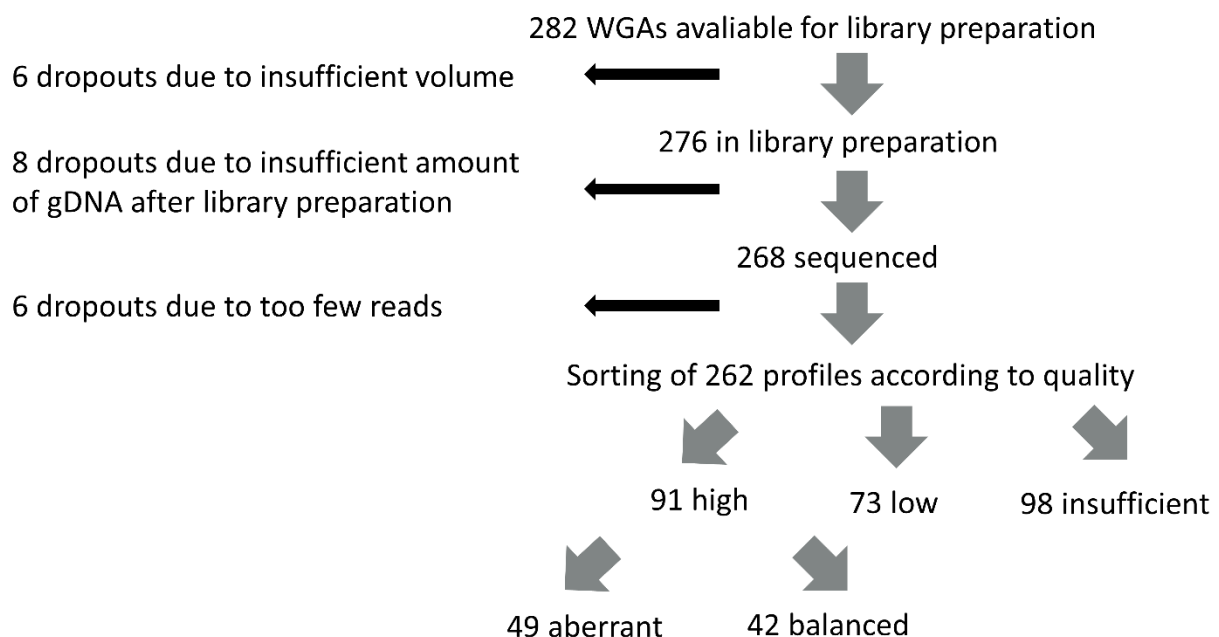 282 WGAs avaliable for library preparation
6 dropouts due to insufficient volume
276 in library preparation
8 dropouts due to insufficient amount
of gDNA after library preparation
268 sequenced
6 dropouts due to too few reads
Sorting of 262 profiles according to quality
91 high
73 low
98 insufficient
49 aberrant
42 balanced